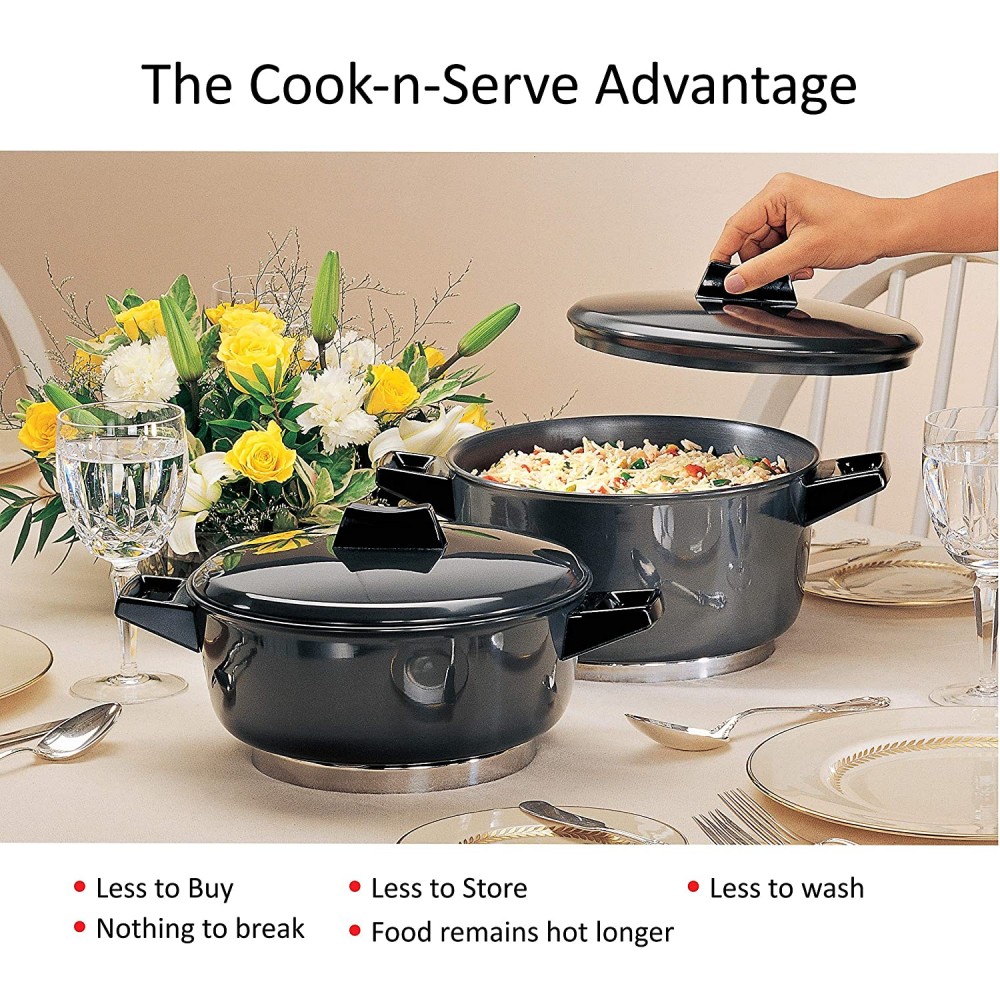 The Cook-n-Serve Advantage
• Less to Buy
• Less to Store
• Less to wash
• Nothing to break
• Food remains hot longer